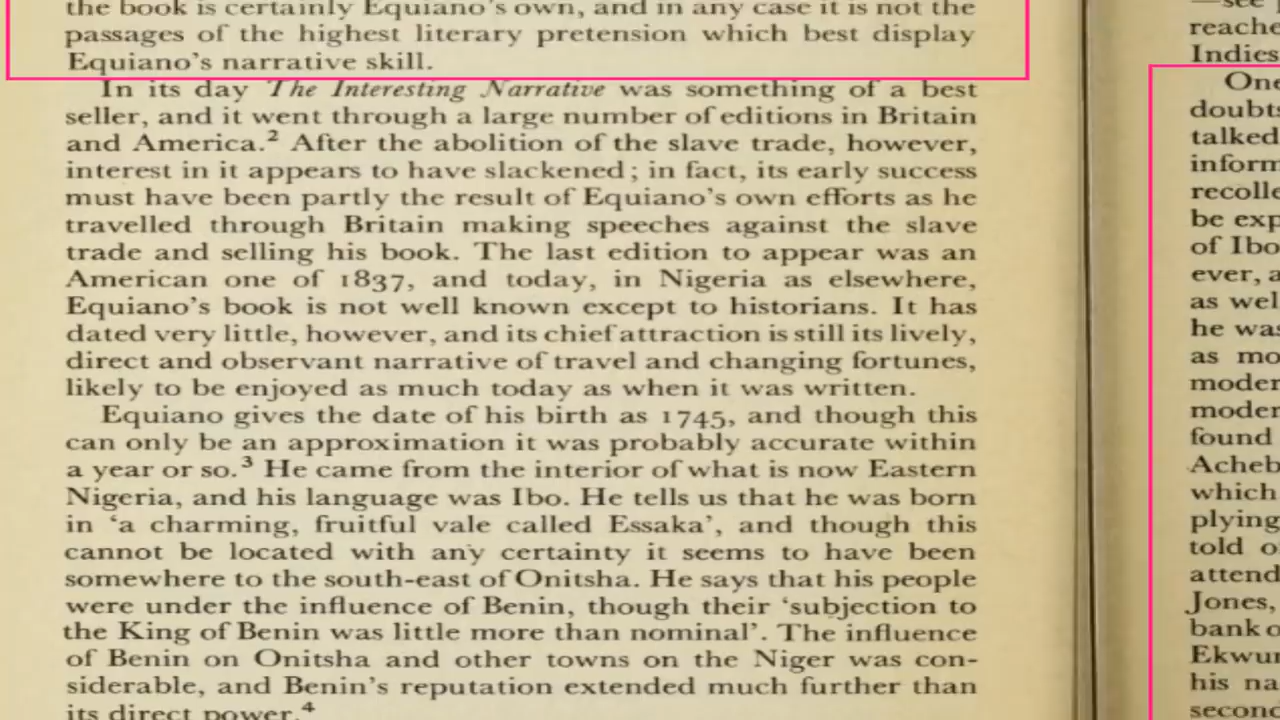 the book is certainly Equiano's own, and in any case it is not the
passages of the highest literary pretension which best display
Equiano's narrative skill.
In its day The Interesting Narrative was something of a best
seller, and it went through a large number of editions in Britain
and America.² After the abolition of the slave trade, however,
interest in it appears to have slackened; in fact, its early success
must have been partly the result of Equiano's own efforts as he
travelled through Britain making speeches against the slave
trade and selling his book. The last edition to appear was an
American one of 1837, and today, in Nigeria as elsewhere,
Equiano's book is not well known except to historians. It has
dated very little, however, and its chief attraction is still its lively,
direct and observant narrative of travel and changing fortunes,
likely to be enjoyed as much today as when it was written.
Equiano gives the date of his birth as 1745, and though this
can only be an approximation it was probably accurate within
a year or so.³ He came from the interior of what is now Eastern
Nigeria, and his language was Ibo. He tells us that he was born
in 'a charming, fruitful vale called Essaka', and though this
cannot be located with any certainty it seems to have been
somewhere to the south-east of Onitsha. He says that his people
were under the influence of Benin, though their 'subjection to
the King of Benin was little more than nominal'. The influence
of Benin on Onitsha and other towns on the Niger was con-
siderable, and Benin's reputation extended much further than
its direct power.⁴
—see
reache
Indies
One
doubts
talked
inform
recolle
be exp
of Ibo
ever, a
as wel
he was
as mo
moder
moder
found
Acheb
which
plying
told o
attend
Jones,
bank o
Ekwur
his na
second